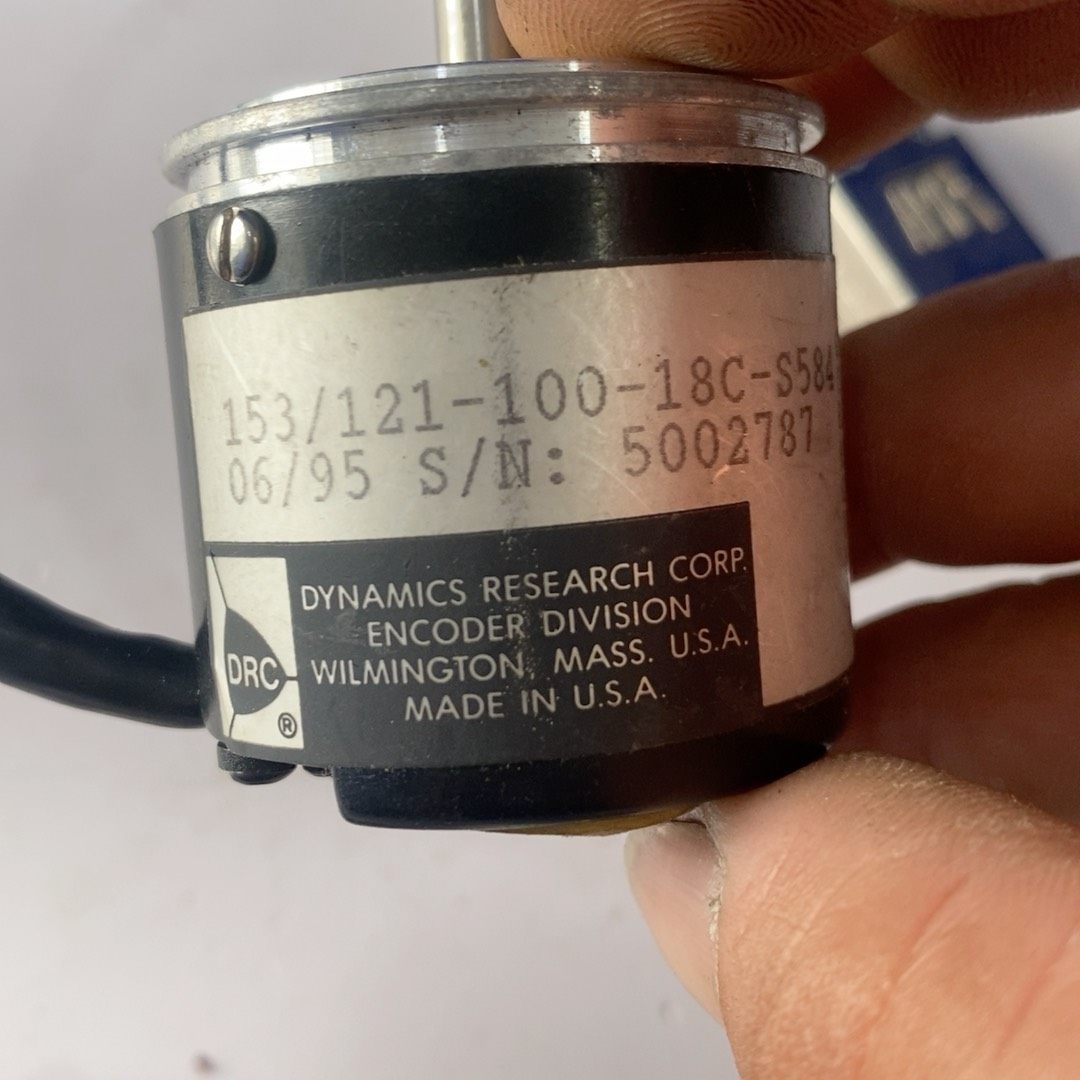 153/121-100-18C-S584
06/95 S/N: 5002787
DYNAMICS RESEARCH CORP.
ENCODER DIVISION
WILMINGTON, MASS. U.S.A.
MADE IN U.S.A.
DRC
®